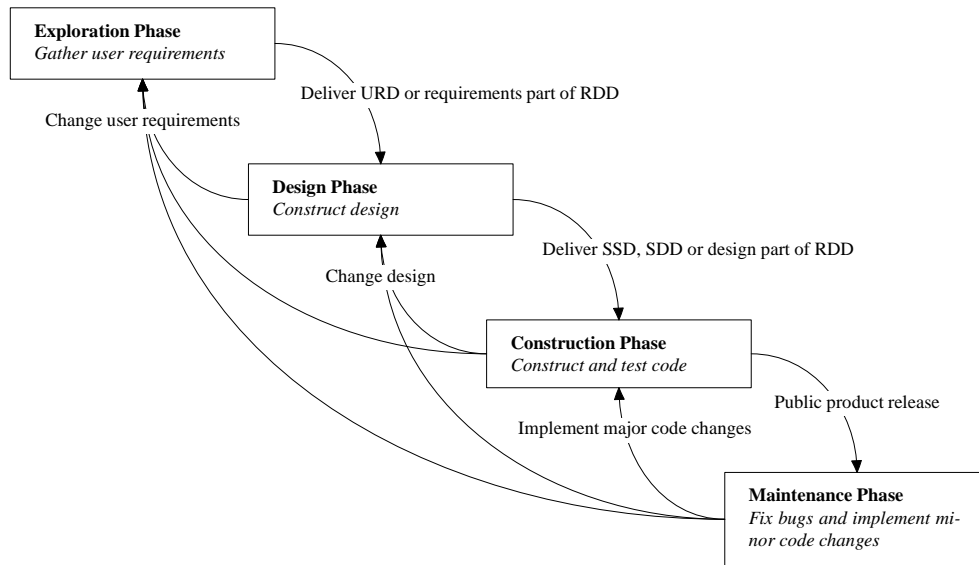 Exploration Phase
Gather user requirements
Deliver URD or requirements part of RDD
Change user requirements
Design Phase
Construct design
Deliver SSD, SDD or design part of RDD
Change design
Construction Phase
Construct and test code
Public product release
Implement major code changes
Maintenance Phase
Fix bugs and implement mi-
nor code changes